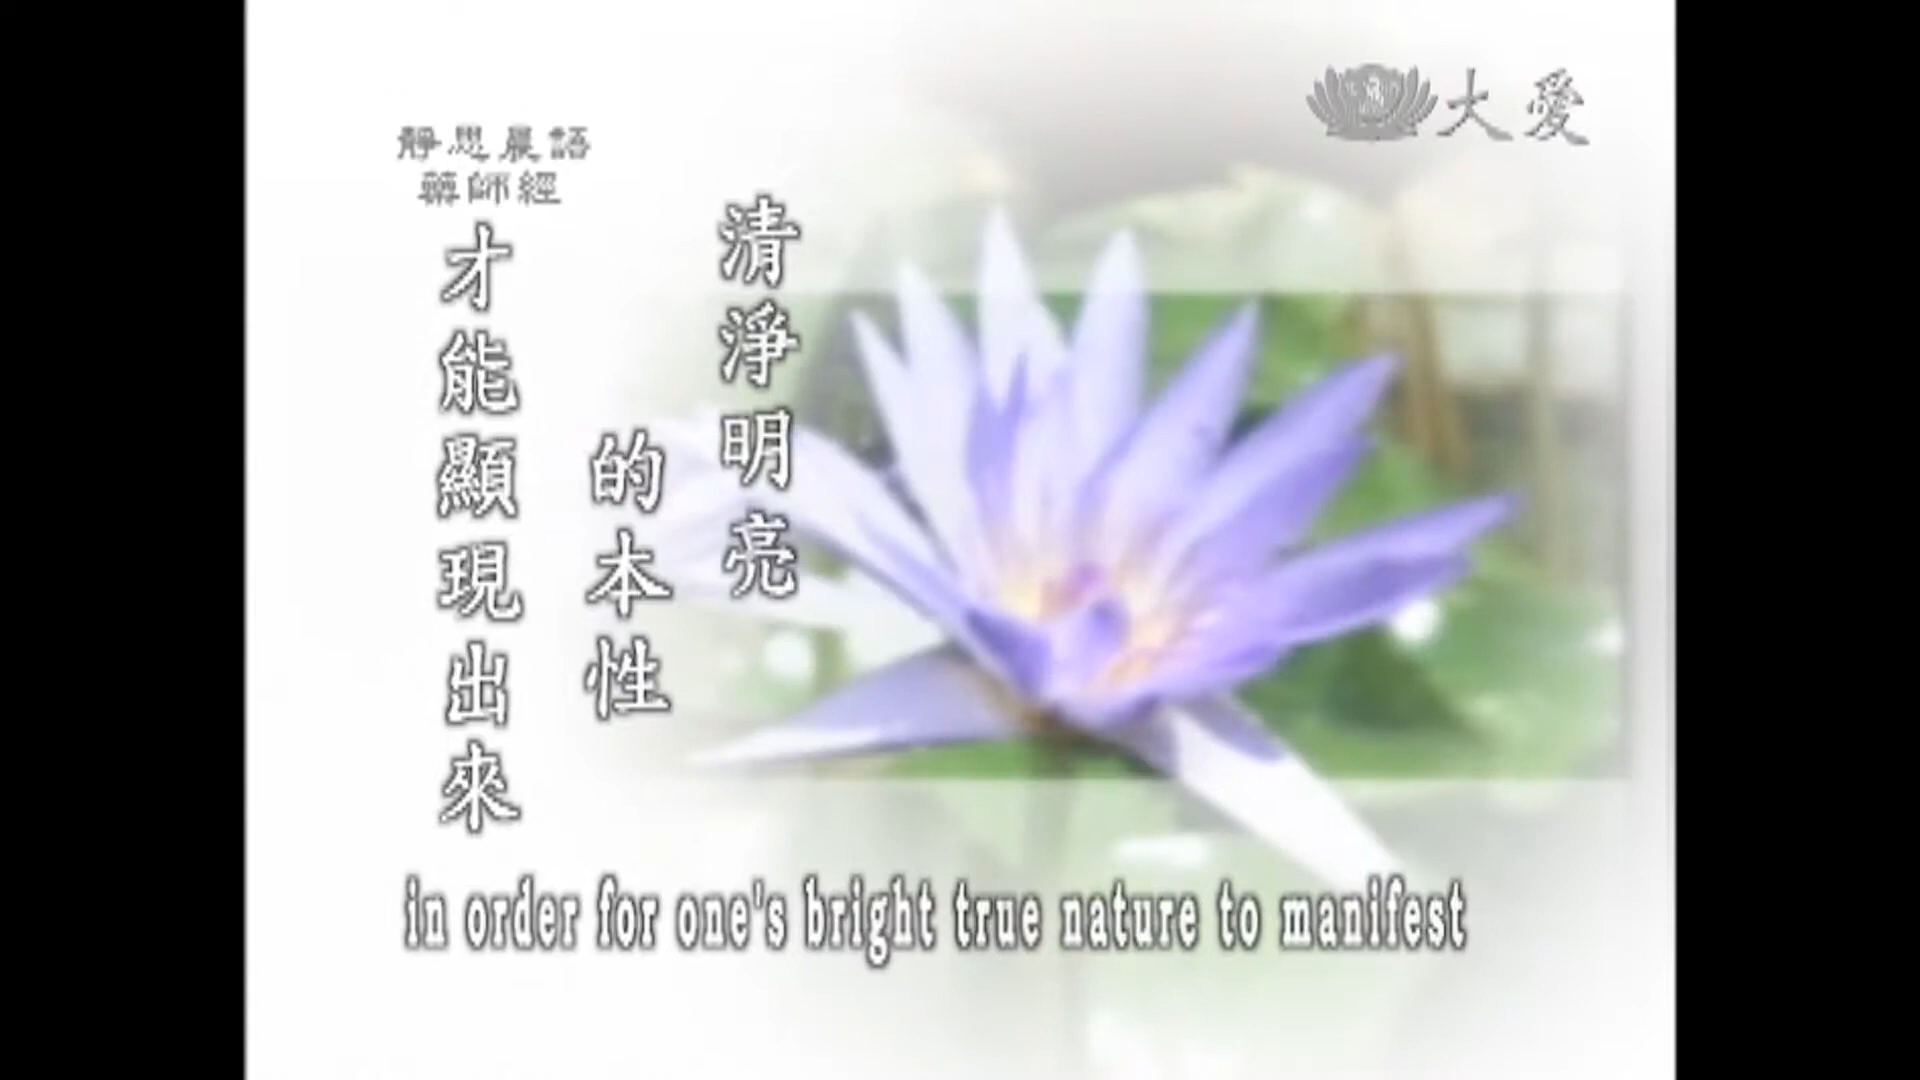 大愛
靜思晨語
藥師經
清淨明亮
的本性
才能顯現出來
in order for one's bright true nature to manifest